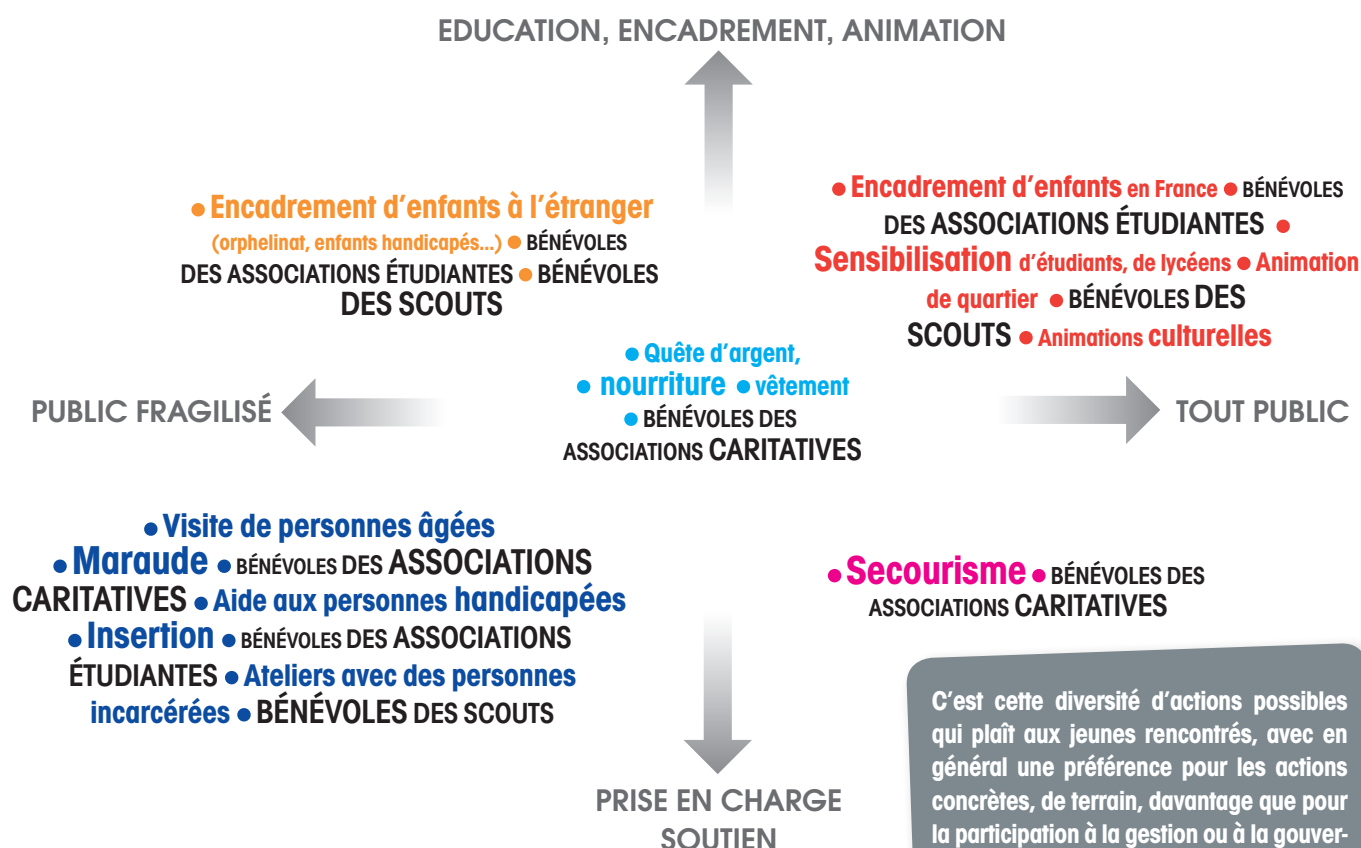 EDUCATION, ENCADREMENT, ANIMATION
• Encadrement d'enfants à l'étranger
(orphelinat, enfants handicapés...) • BÉNÉVOLES
DES ASSOCIATIONS ÉTUDIANTES • BÉNÉVOLES
DES SCOUTS
• Encadrement d'enfants en France • BÉNÉVOLES
DES ASSOCIATIONS ÉTUDIANTES •
Sensibilisation d'étudiants, de lycéens • Animation
de quartier • BÉNÉVOLES DES
SCOUTS • Animations culturelles
• Quête d'argent,
• nourriture • vêtement
• BÉNÉVOLES DES
ASSOCIATIONS CARITATIVES
PUBLIC FRAGILISÉ
TOUT PUBLIC
• Visite de personnes âgées
• Maraude • BÉNÉVOLES DES ASSOCIATIONS
CARITATIVES • Aide aux personnes handicapées
• Insertion • BÉNÉVOLES DES ASSOCIATIONS
ÉTUDIANTES • Ateliers avec des personnes
incarcérées • BÉNÉVOLES DES SCOUTS
• Secourisme • BÉNÉVOLES DES
ASSOCIATIONS CARITATIVES
PRISE EN CHARGE
SOUTIEN
C'est cette diversité d'actions possibles
qui plaît aux jeunes rencontrés, avec en
général une préférence pour les actions
concrètes, de terrain, davantage que pour
la participation à la gestion ou à la gouver-